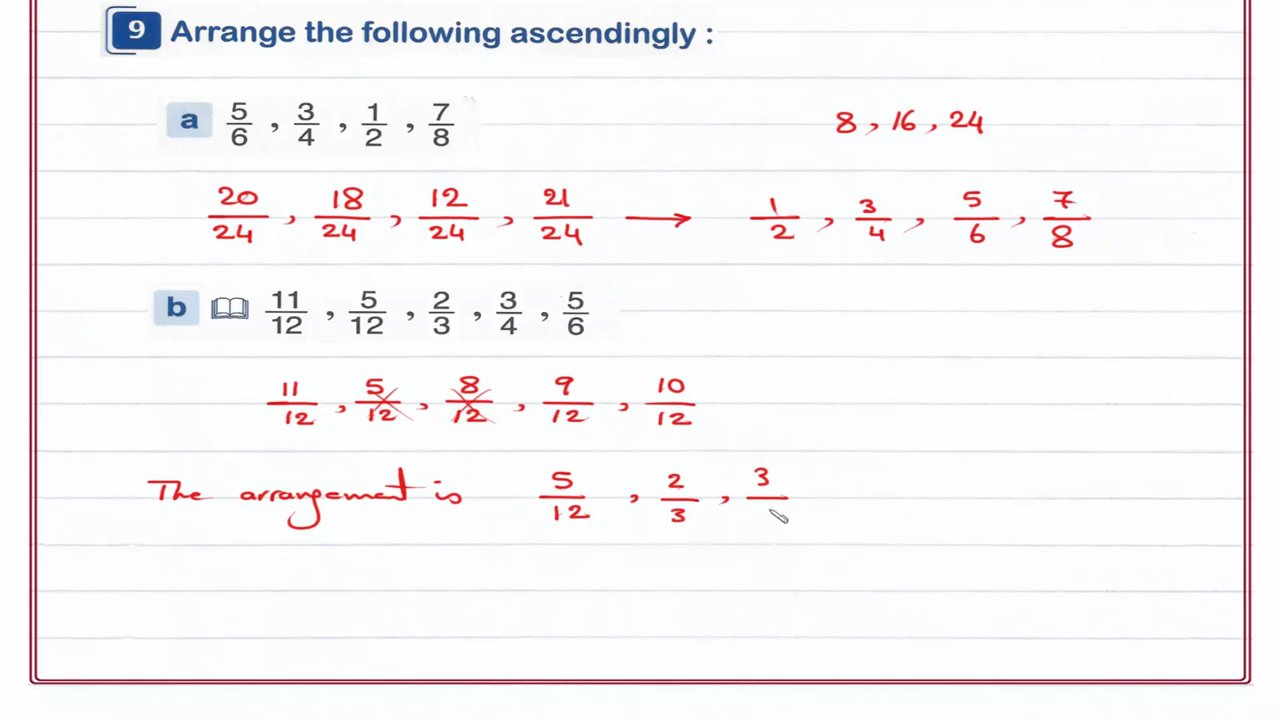 9 Arrange the following ascendingly :
a 5/6 , 3/4 , 1/2 , 7/8
8 , 16 , 24
20/24 , 18/24 , 12/24 , 21/24 → 1/2 , 3/4 , 5/6 , 7/8
b 11/12 , 5/12 , 2/3 , 3/4 , 5/6
11/12 , 5/12 , 8/12 , 9/12 , 10/12
The arrangement is 5/12 , 2/3 , 3/